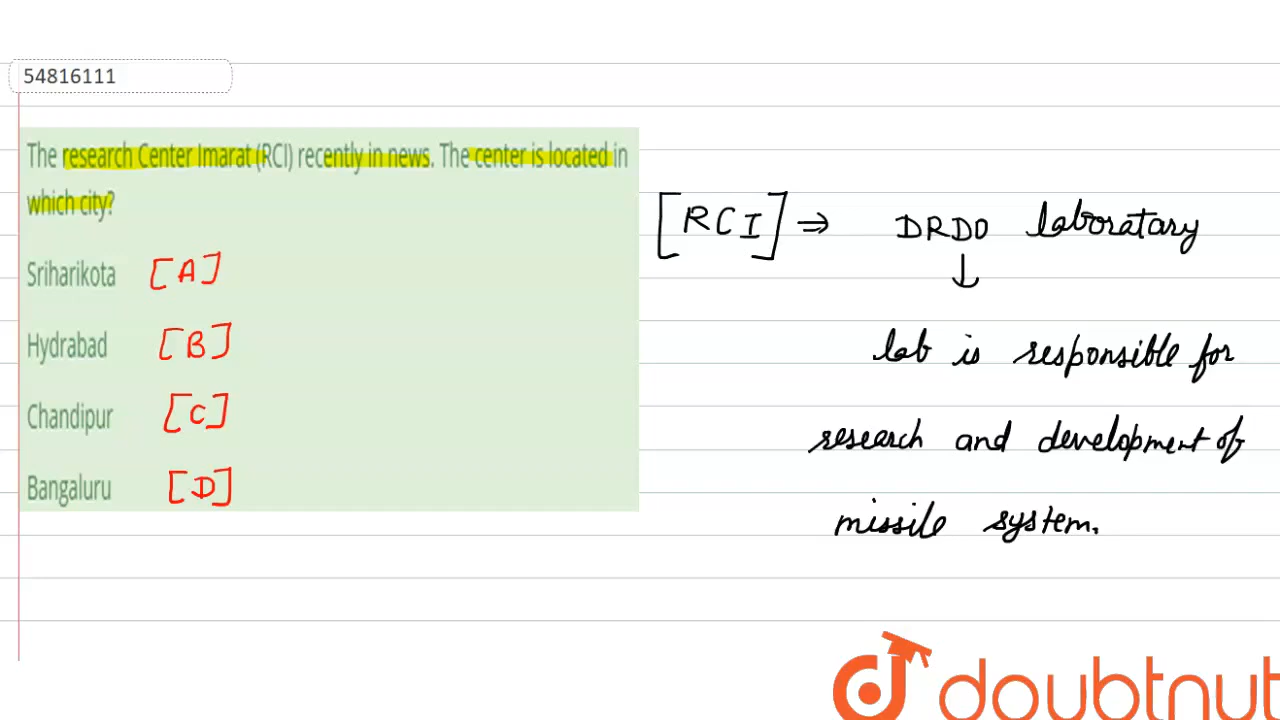 54816111
The research Center Imarat (RCI) recently in news. The center is located in
which city?
Sriharikota [A]
Hydrabad [B]
Chandipur [C]
Bangaluru [D]
[RCI] ⇒ DRDO laboratary
↓
lab is responsible for
research and development of
missile system.
doubtnut